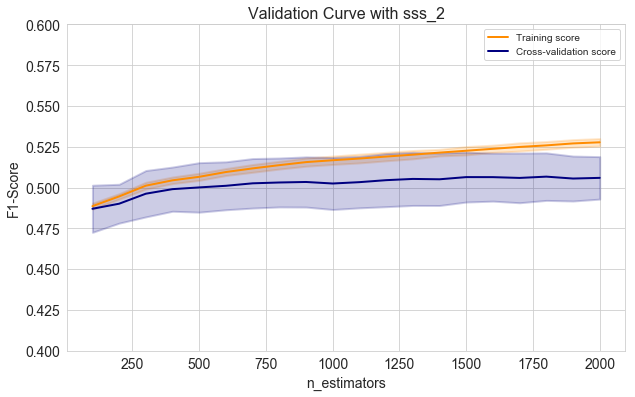 Validation Curve with sss_2
Training score
Cross-validation score
F1-Score
0.600
0.575
0.550
0.525
0.500
0.475
0.450
0.425
0.400
250 500 750 1000 1250 1500 1750 2000
n_estimators